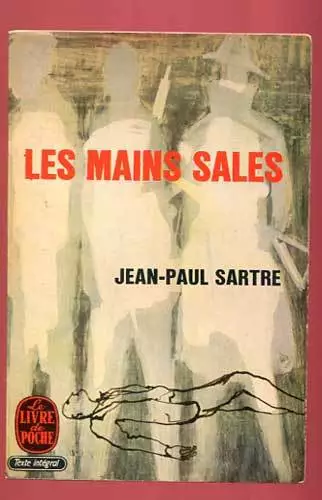 LES MAINS SALES
JEAN-PAUL SARTRE
Le
LIVRE
de
POCHE
Texte intégral